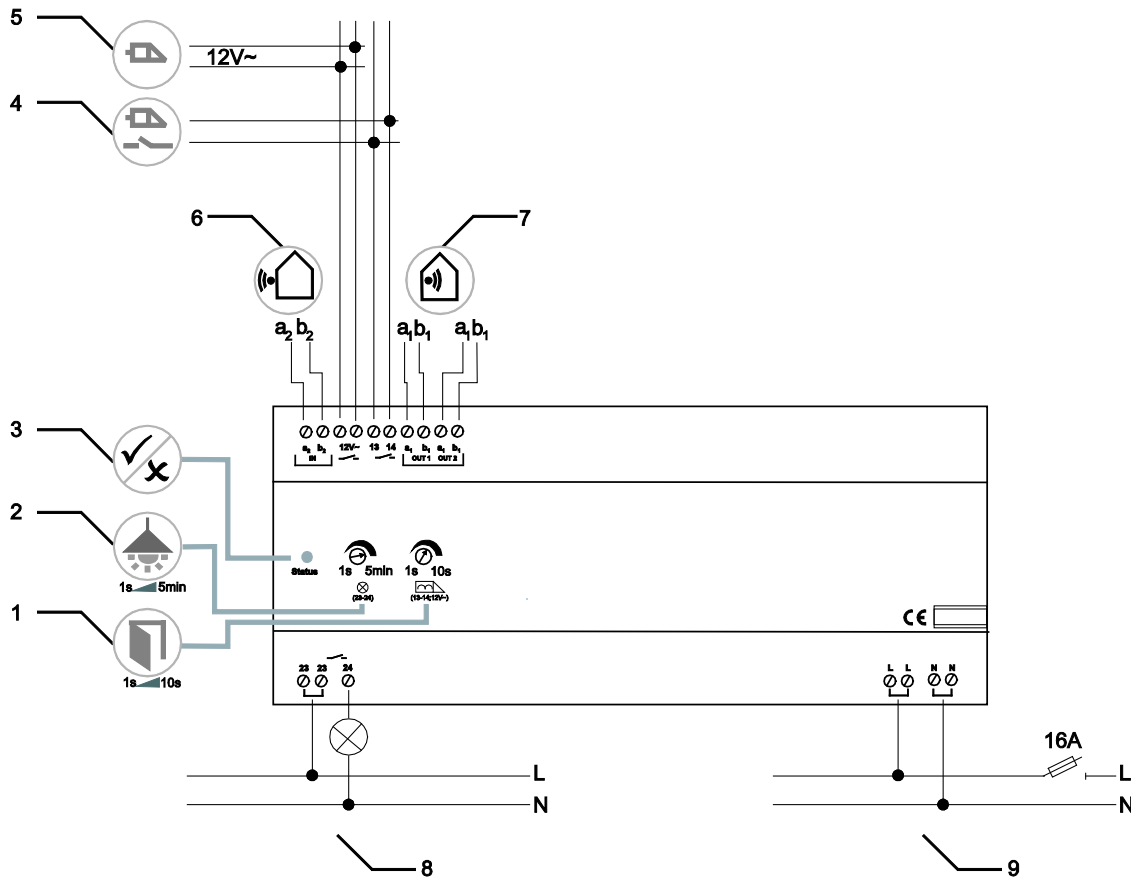 5
12V~
4
6
7
a₂ b₂
a₁ b₁
a₁ b₁
a₂ b₂ 12V~ 13 14 a₁ b₁ a₁ b₁
IN OUT 1 OUT 2
3
2
Status
1s 5min
1s 10s
1s 5min
(23-24)
(13-14;12V~)
1
CE
1s 10s
23 23 24
L L N N
16A
L
N
L
N
8
9